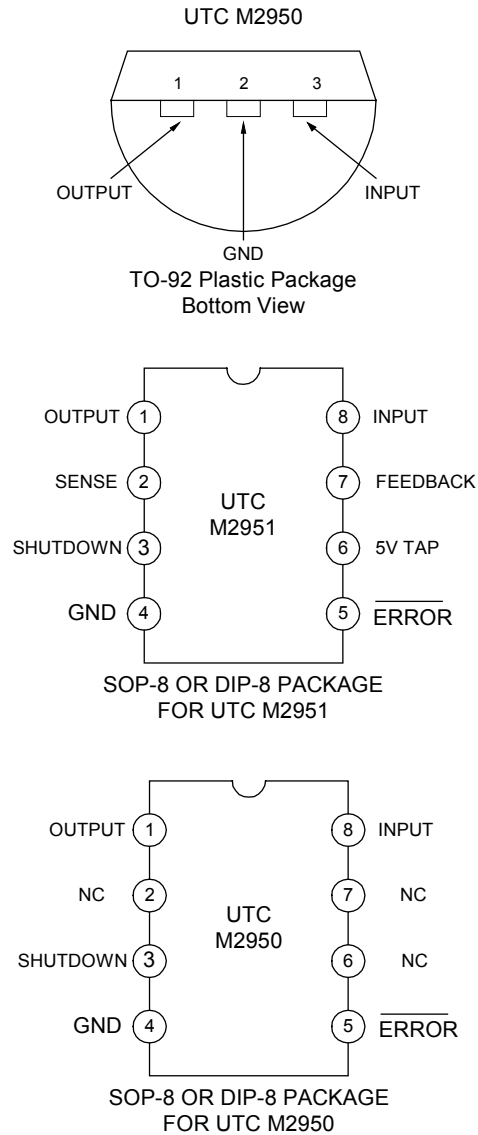 UTC M2950
1 2 3
OUTPUT INPUT
GND
TO-92 Plastic Package
Bottom View
OUTPUT 1 8 INPUT
SENSE 2 7 FEEDBACK
UTC
M2951
SHUTDOWN 3 6 5V TAP
GND 4 5 ERROR
SOP-8 OR DIP-8 PACKAGE
FOR UTC M2951
OUTPUT 1 8 INPUT
NC 2 7 NC
UTC
M2950
SHUTDOWN 3 6 NC
GND 4 5 ERROR
SOP-8 OR DIP-8 PACKAGE
FOR UTC M2950